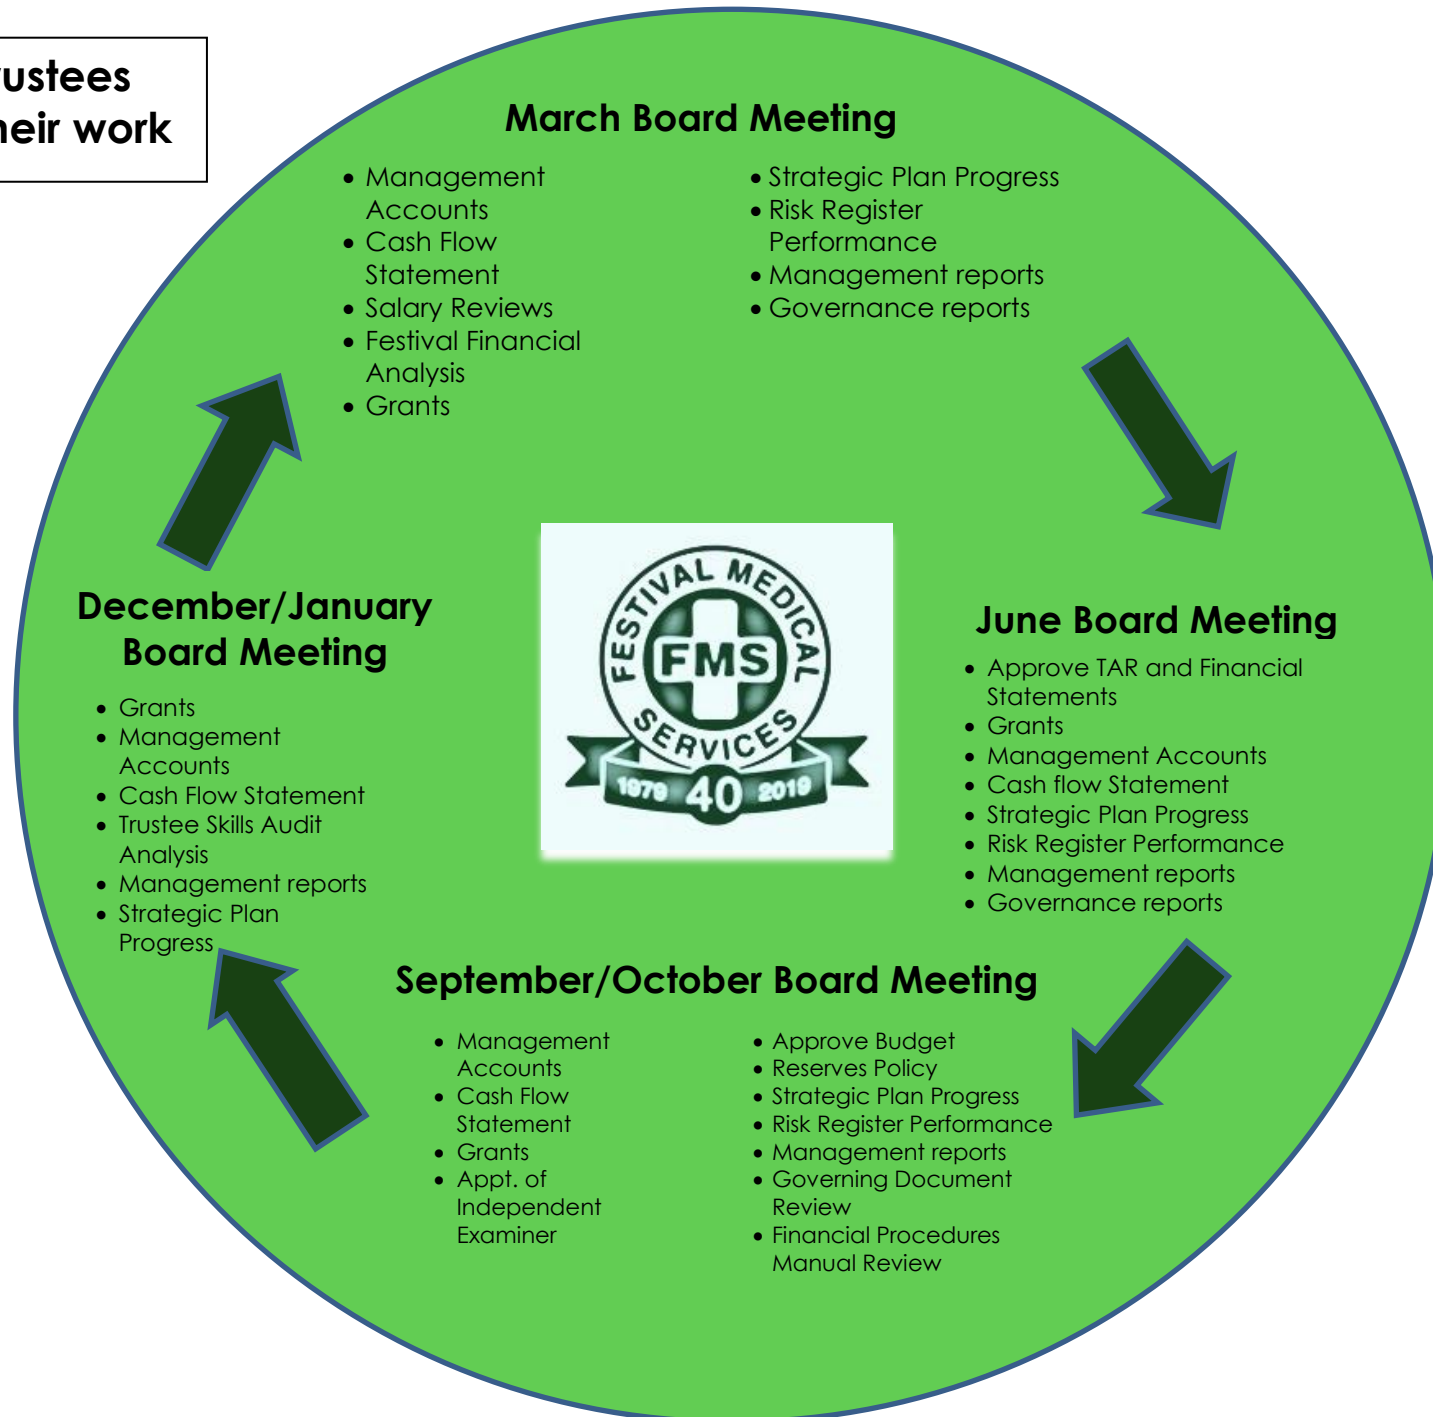 ustees
heir work
March Board Meeting
• Management
Accounts
• Cash Flow
Statement
• Salary Reviews
• Festival Financial
Analysis
• Grants
• Strategic Plan Progress
• Risk Register
Performance
• Management reports
• Governance reports
December/January
Board Meeting
• Grants
• Management
Accounts
• Cash Flow Statement
• Trustee Skills Audit
Analysis
• Management reports
• Strategic Plan
Progress
FESTIVAL MEDICAL
FMS
SERVICES
1979 40 2019
June Board Meeting
• Approve TAR and Financial
Statements
• Grants
• Management Accounts
• Cash flow Statement
• Strategic Plan Progress
• Risk Register Performance
• Management reports
• Governance reports
September/October Board Meeting
• Management
Accounts
• Cash Flow
Statement
• Grants
• Appt. of
Independent
Examiner
• Approve Budget
• Reserves Policy
• Strategic Plan Progress
• Risk Register Performance
• Management reports
• Governing Document
Review
• Financial Procedures
Manual Review